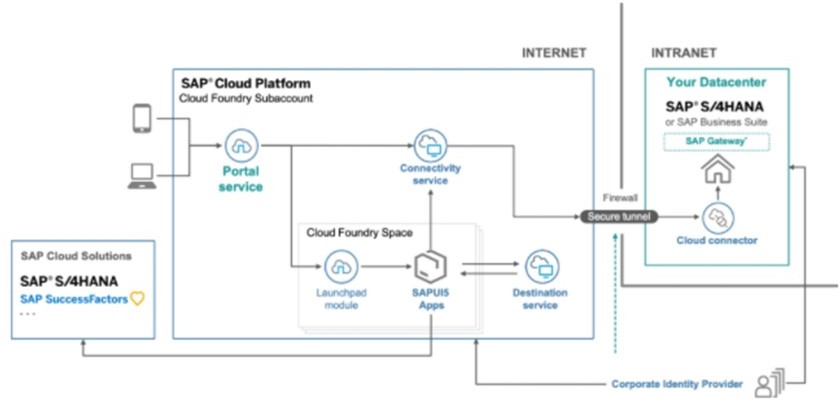 INTERNET
INTRANET
SAP® Cloud Platform
Cloud Foundry Subaccount
Your Datacenter
SAP® S/4HANA
or SAP Business Suite
SAP Gateway*
Portal
service
Connectivity
service
Firewall
Secure tunnel
Cloud connector
Cloud Foundry Space
SAP Cloud Solutions
SAP® S/4HANA
SAP SuccessFactors
...
Launchpad
module
SAPUI5
Apps
Destination
service
Corporate Identity Provider